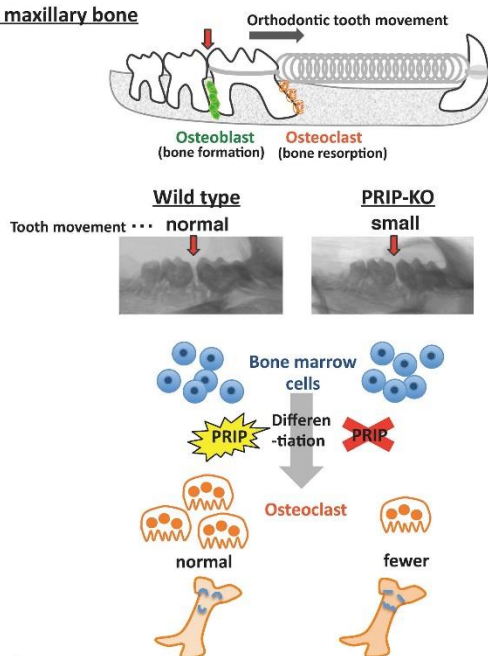 maxillary bone
Orthodontic tooth movement
Osteoblast Osteoclast
(bone formation) (bone resorption)
Wild type PRIP-KO
Tooth movement ··· normal small
Bone marrow
cells
PRIP Differen PRIP
-tiation
Osteoclast
normal fewer